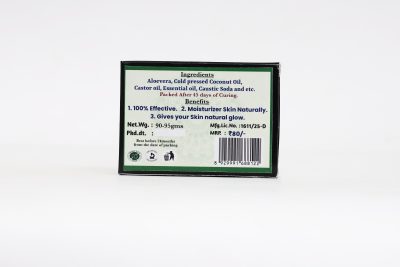 Ingredients
Aloevera, Cold pressed Coconut Oil,
Castor oil, Essential oil, Caustic Soda and etc.
Packed After 45 days of Curing.
Benefits
1. 100% Effective. 2. Moisturizer Skin Naturally.
3. Gives your Skin natural glow.
Net.Wg. : 90-95gms
Mfg.Lic.No. :1611/25-D
Pkd.dt. :
MRP : ₹80/-
Best before 18months
from the date of packing